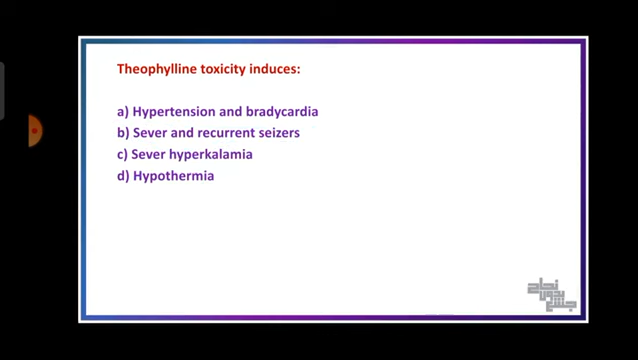 Theophylline toxicity induces:
a) Hypertension and bradycardia
b) Sever and recurrent seizers
c) Sever hyperkalamia
d) Hypothermia